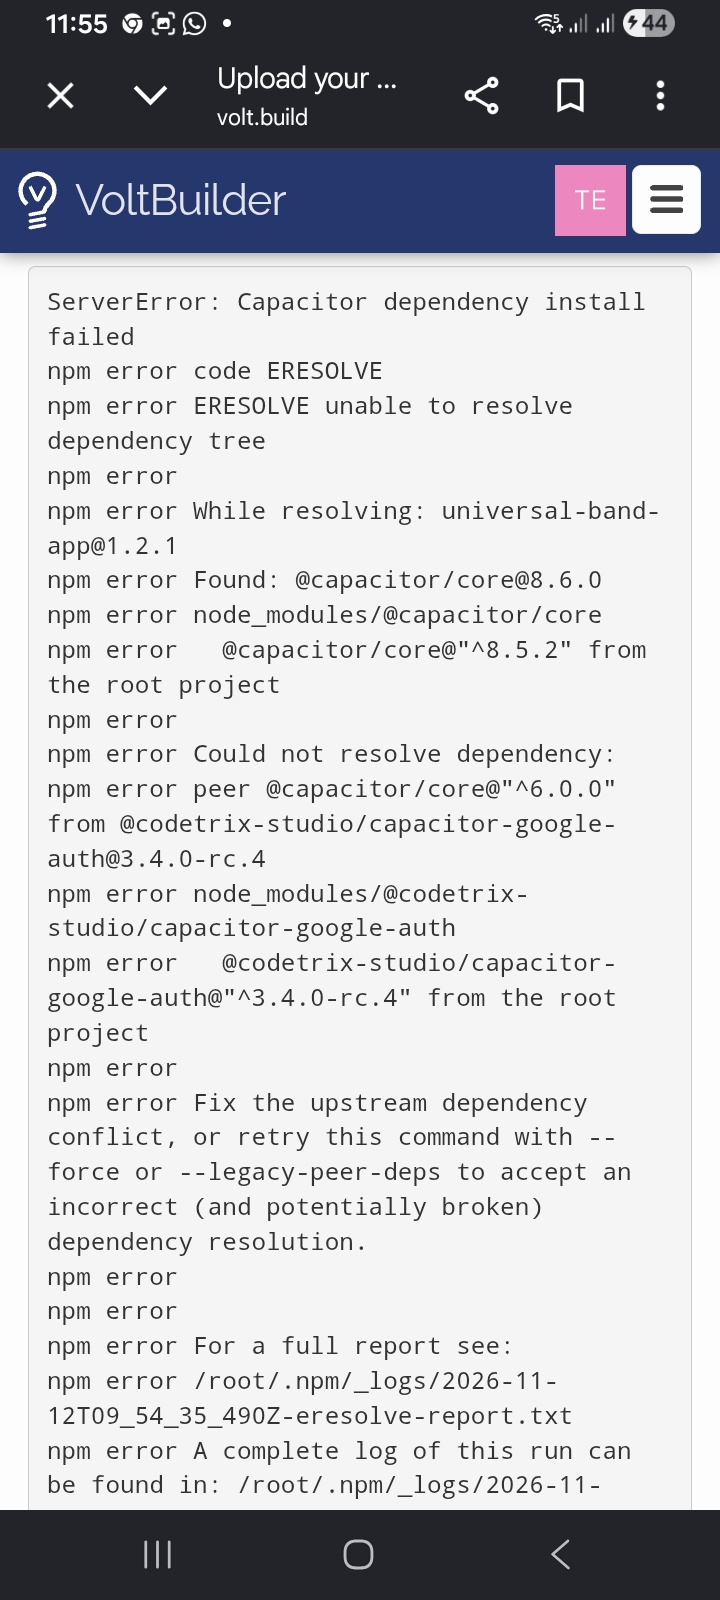 11:55
5
44
Upload your ...
volt.build
VoltBuilder
TE
ServerError: Capacitor dependency install
failed
npm error code ERESOLVE
npm error ERESOLVE unable to resolve
dependency tree
npm error
npm error While resolving: universal-band-
app@1.2.1
npm error Found: @capacitor/core@8.6.0
npm error node_modules/@capacitor/core
npm error   @capacitor/core@"^8.5.2" from
the root project
npm error
npm error Could not resolve dependency:
npm error peer @capacitor/core@"^6.0.0"
from @codetrix-studio/capacitor-google-
auth@3.4.0-rc.4
npm error node_modules/@codetrix-
studio/capacitor-google-auth
npm error   @codetrix-studio/capacitor-
google-auth@"^3.4.0-rc.4" from the root
project
npm error
npm error Fix the upstream dependency
conflict, or retry this command with --
force or --legacy-peer-deps to accept an
incorrect (and potentially broken)
dependency resolution.
npm error
npm error
npm error For a full report see:
npm error /root/.npm/_logs/2026-11-
12T09_54_35_490Z-eresolve-report.txt
npm error A complete log of this run can
be found in: /root/.npm/_logs/2026-11-